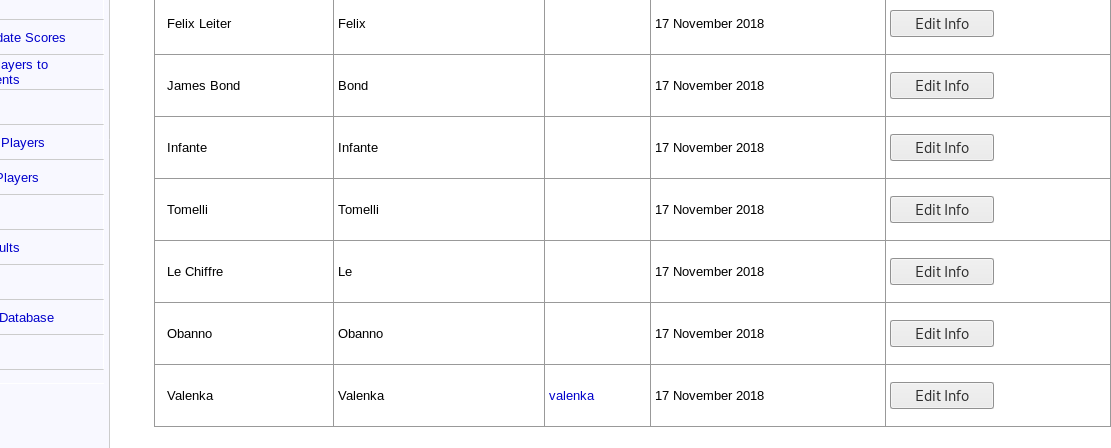 date Scores
ayers to
ents
Players
Players
ults
Database
Felix Leiter Felix 17 November 2018 Edit Info
James Bond Bond 17 November 2018 Edit Info
Infante Infante 17 November 2018 Edit Info
Tomelli Tomelli 17 November 2018 Edit Info
Le Chiffre Le 17 November 2018 Edit Info
Obanno Obanno 17 November 2018 Edit Info
Valenka Valenka valenka 17 November 2018 Edit Info